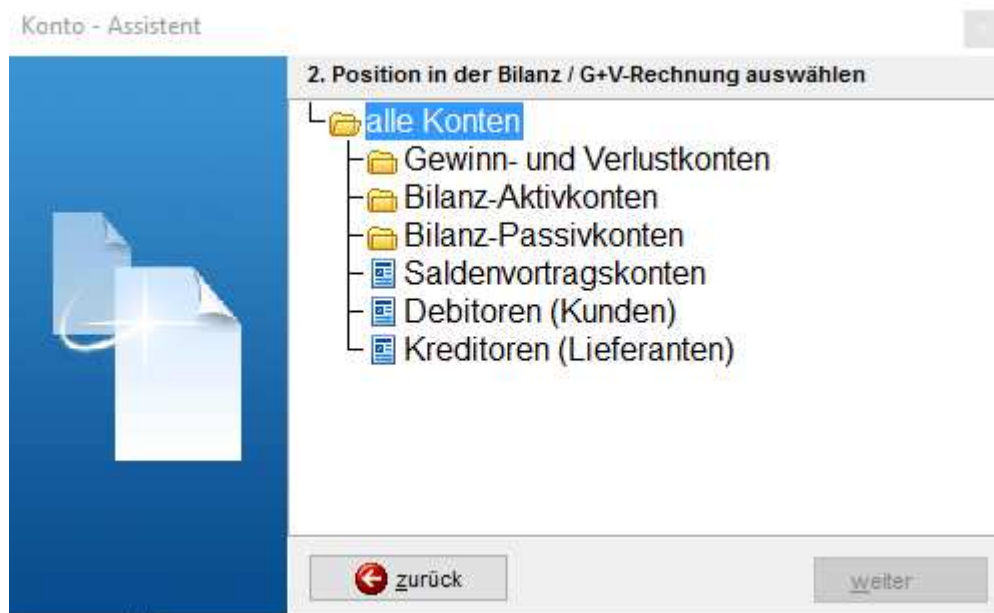 Konto - Assistent
2. Position in der Bilanz / G+V-Rechnung auswählen
alle Konten
Gewinn- und Verlustkonten
Bilanz-Aktivkonten
Bilanz-Passivkonten
Saldenvortragskonten
Debitoren (Kunden)
Kreditoren (Lieferanten)
zurück
weiter